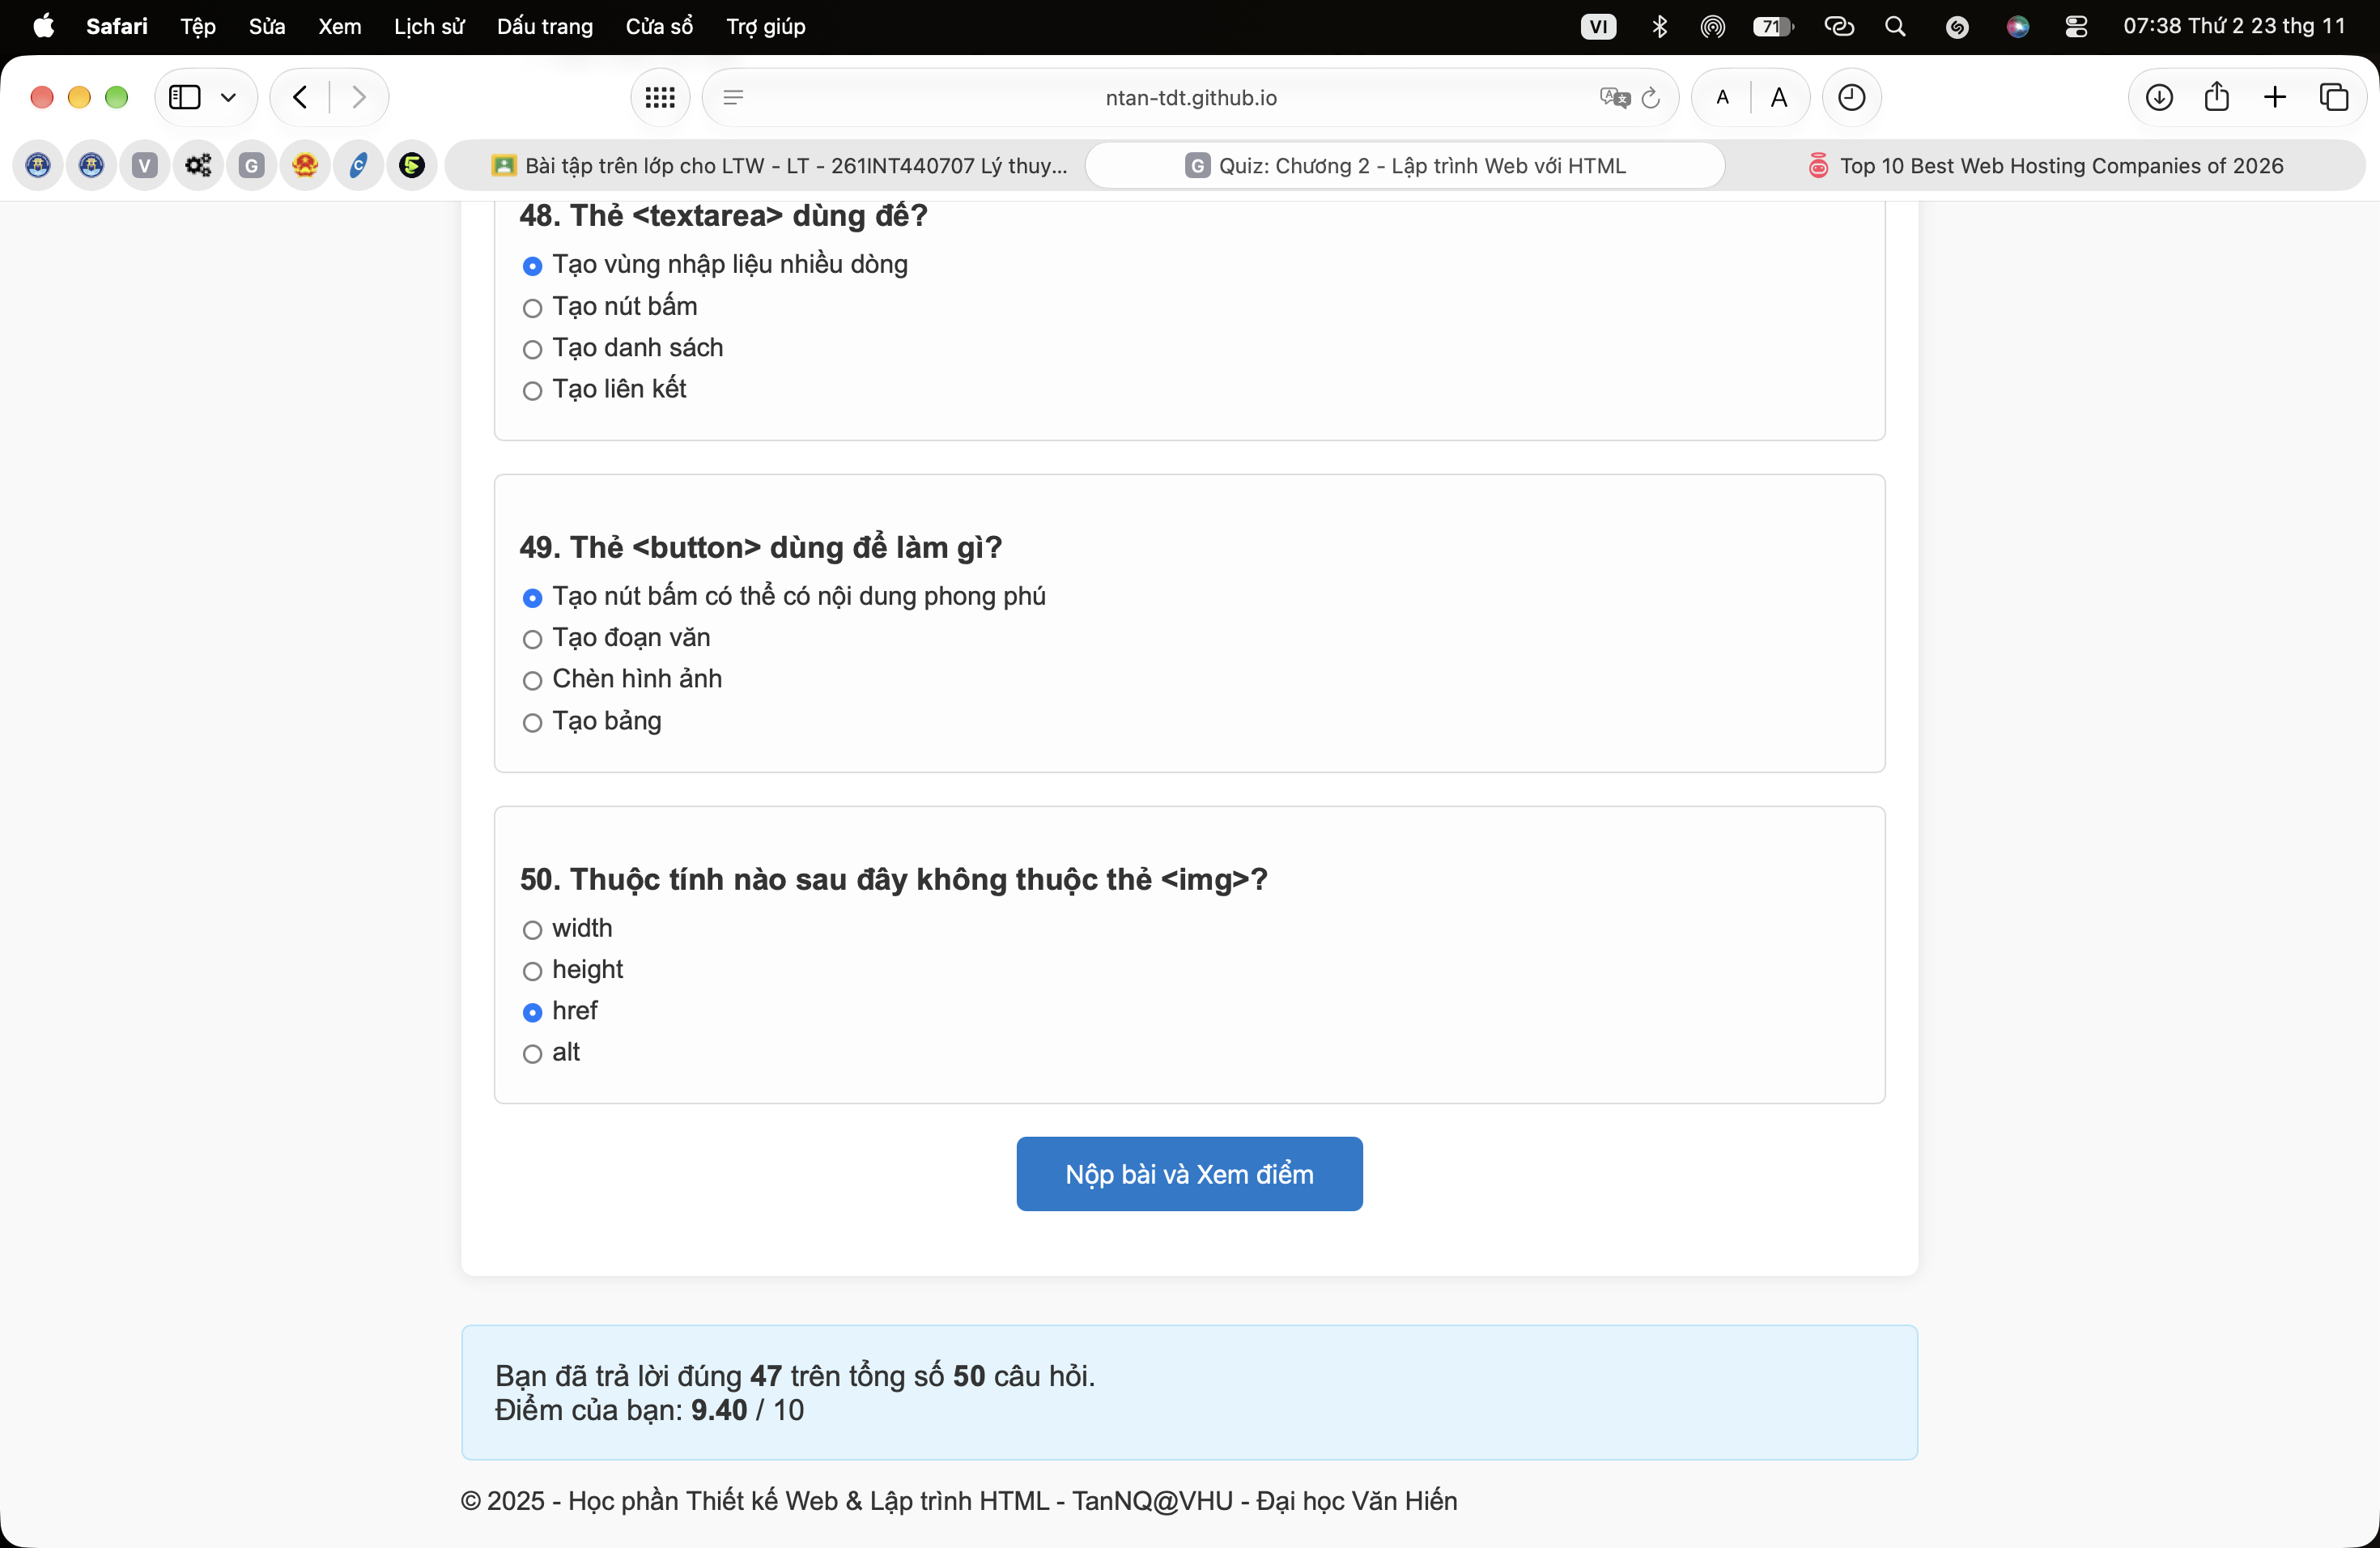 Safari Tệp Sửa Xem Lịch sử Dấu trang Cửa sổ Trợ giúp VI 71 07:38 Thứ 2 23 thg 11
ntan-tdt.github.io A A
V G C Bài tập trên lớp cho LTW - LT - 261INT440707 Lý thuy... G Quiz: Chương 2 - Lập trình Web với HTML Top 10 Best Web Hosting Companies of 2026
48. Thẻ <textarea> dùng để?
Tạo vùng nhập liệu nhiều dòng
Tạo nút bấm
Tạo danh sách
Tạo liên kết
49. Thẻ <button> dùng để làm gì?
Tạo nút bấm có thể có nội dung phong phú
Tạo đoạn văn
Chèn hình ảnh
Tạo bảng
50. Thuộc tính nào sau đây không thuộc thẻ <img>?
width
height
href
alt
Nộp bài và Xem điểm
Bạn đã trả lời đúng 47 trên tổng số 50 câu hỏi.
Điểm của bạn: 9.40 / 10
© 2025 - Học phần Thiết kế Web & Lập trình HTML - TanNQ@VHU - Đại học Văn Hiến